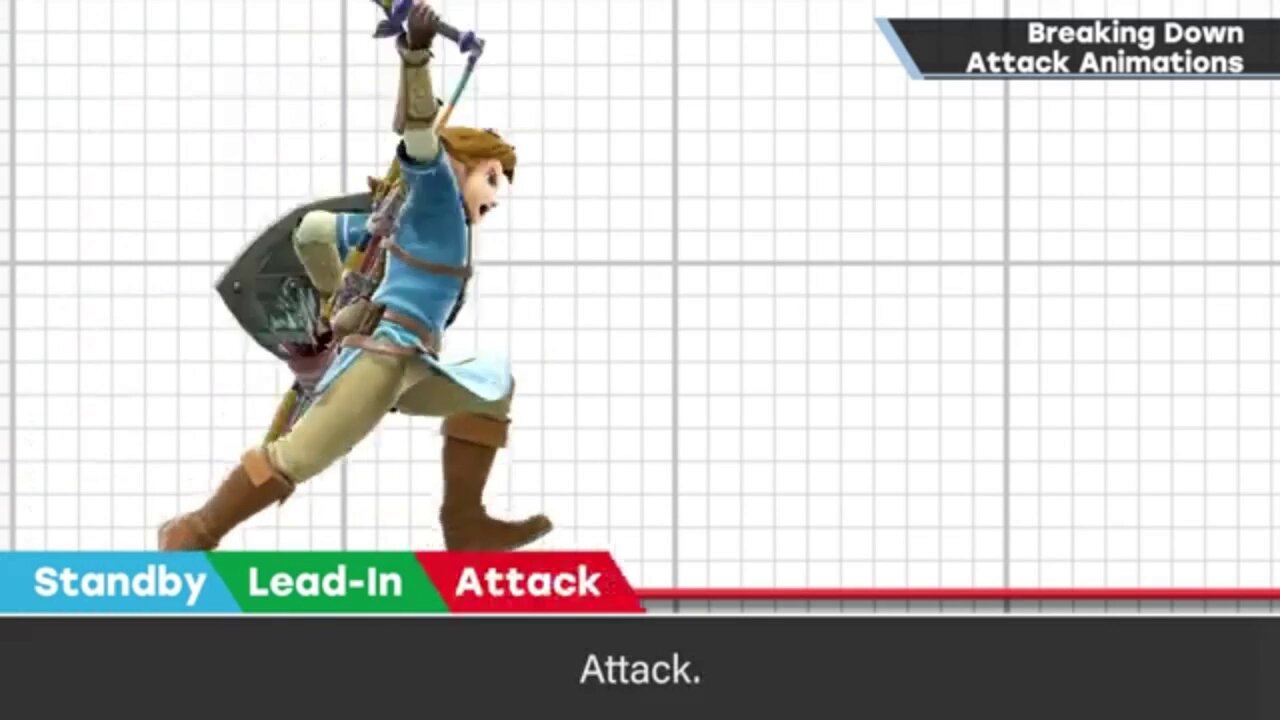 Breaking Down
Attack Animations
Standby
Lead-In
Attack
Attack.